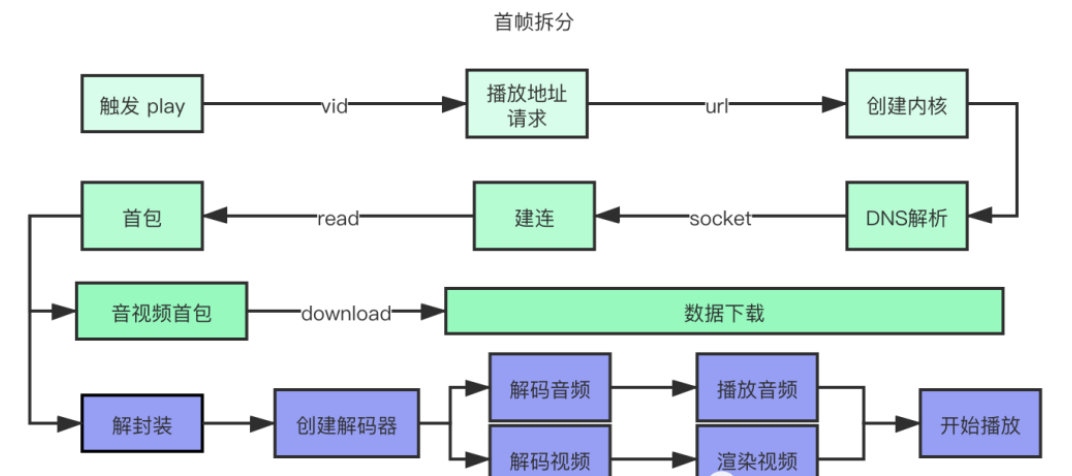 首帧拆分
触发 play
vid
播放地址
请求
url
创建内核
首包
read
建连
socket
DNS解析
音视频首包
download
数据下载
解封装
创建解码器
解码音频
播放音频
解码视频
渲染视频
开始播放